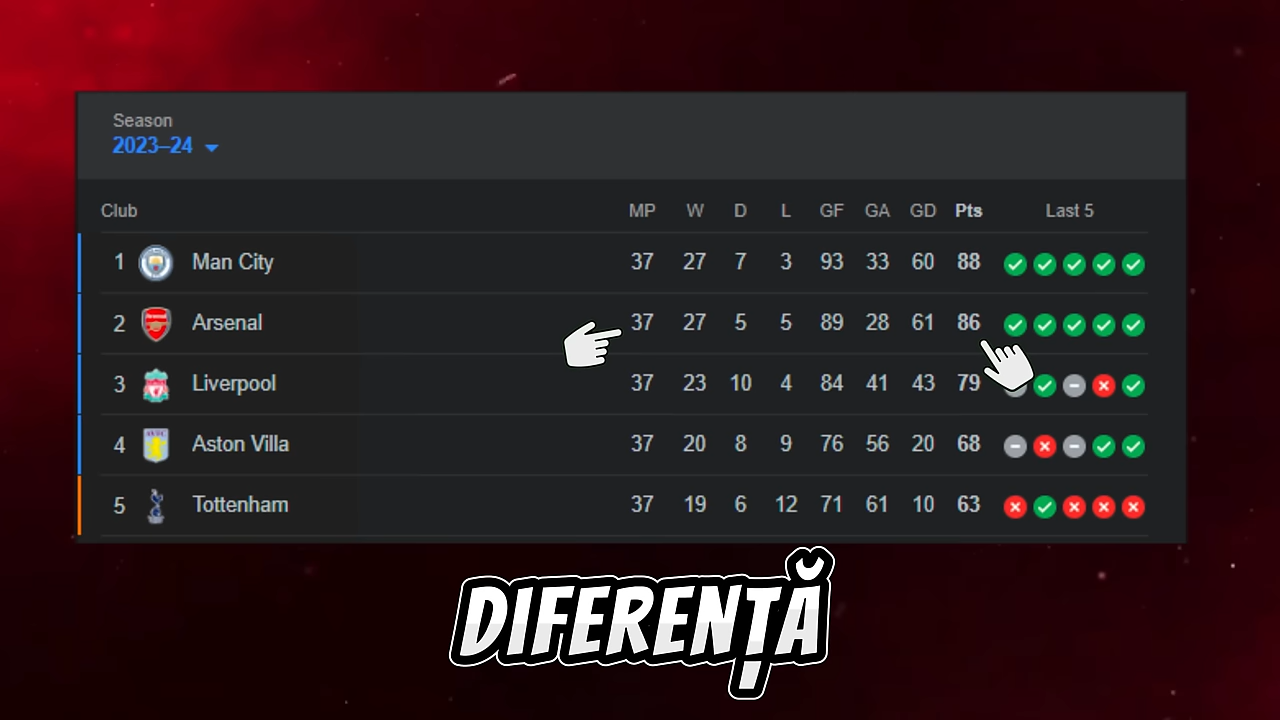 Season
2023–24
Club MP W D L GF GA GD Pts Last 5
1 Man City 37 27 7 3 93 33 60 88
2 Arsenal 37 27 5 5 89 28 61 86
3 Liverpool 37 23 10 4 84 41 43 79
4 Aston Villa 37 20 8 9 76 56 20 68
5 Tottenham 37 19 6 12 71 61 10 63
DIFERENȚĂ